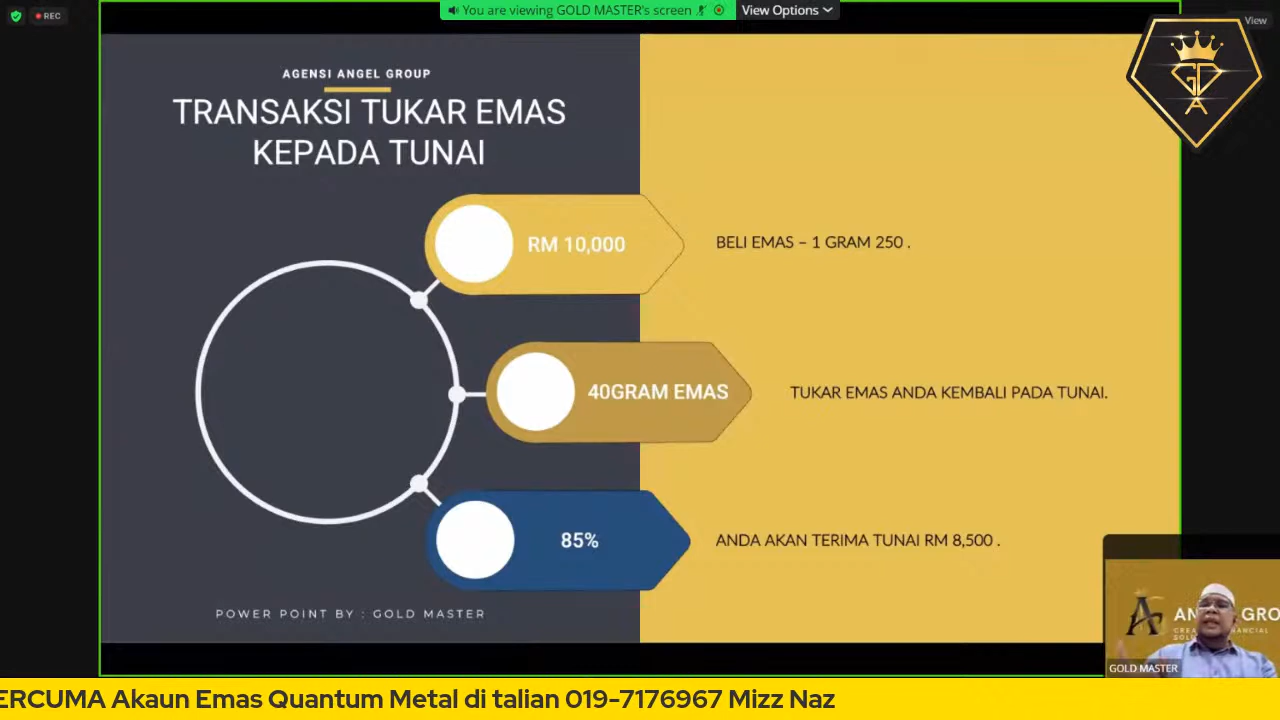 REC
You are viewing GOLD MASTER's screen
View Options
View
AGENSI ANGEL GROUP
TRANSAKSI TUKAR EMAS
KEPADA TUNAI
RM 10,000
BELI EMAS – 1 GRAM 250 .
40GRAM EMAS
TUKAR EMAS ANDA KEMBALI PADA TUNAI.
85%
ANDA AKAN TERIMA TUNAI RM 8,500 .
POWER POINT BY : GOLD MASTER
GOLD MASTER
ERCUMA Akaun Emas Quantum Metal di talian 019-7176967 Mizz Naz